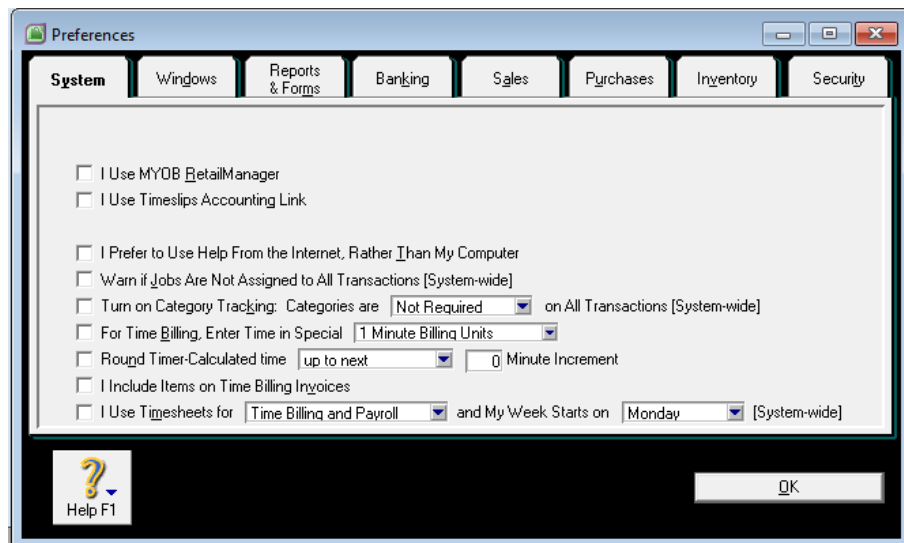 Preferences
System
Windows
Reports
& Forms
Banking
Sales
Purchases
Inventory
Security
I Use MYOB RetailManager
I Use Timeslips Accounting Link
I Prefer to Use Help From the Internet, Rather Than My Computer
Warn if Jobs Are Not Assigned to All Transactions [System-wide]
Turn on Category Tracking: Categories are Not Required on All Transactions [System-wide]
For Time Billing, Enter Time in Special 1 Minute Billing Units
Round Timer-Calculated time up to next 0 Minute Increment
I Include Items on Time Billing Invoices
I Use Timesheets for Time Billing and Payroll and My Week Starts on Monday [System-wide]
Help F1
OK